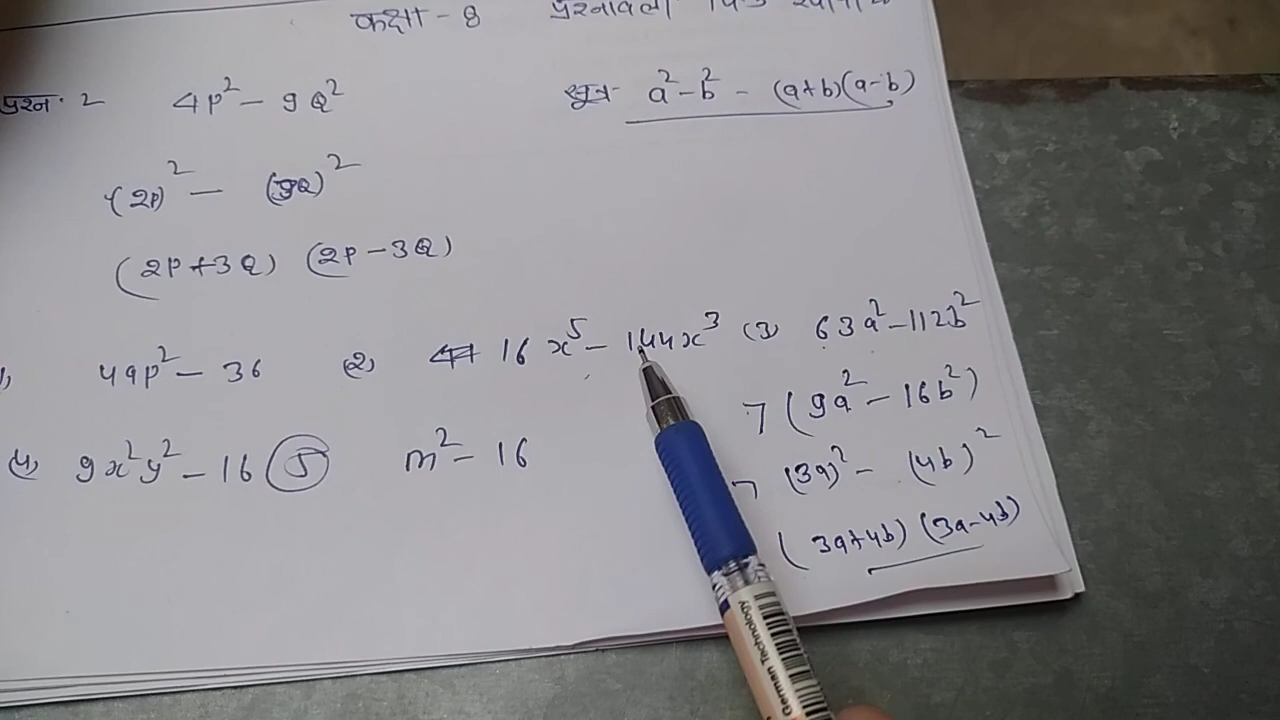 कक्षा - 8 प्रश्नावली
प्रश्न. 2 4p² - 9Q² सूत्र- a² - b² - (a+b)(a-b)
(2p)² - (3Q)²
(2p+3Q) (2p-3Q)
49p² - 36 (2) 16x⁵ - 144x³ (3) 63a² - 112b²
7 (9a² - 16b²)
(4) 9x²y² - 16 (5) m² - 16
7 (3a)² - (4b)²
(3a+4b) (3a-4b)
German Technology